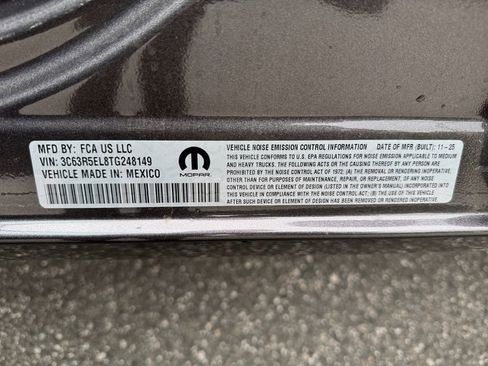 MFD BY: FCA US LLC
VIN: 3C63R5EL8TG248149
VEHICLE MADE IN: MEXICO
MOPAR
VEHICLE NOISE EMISSION CONTROL INFORMATION DATE OF MFR (BUILT): 11-25
THIS VEHICLE CONFORMS TO U.S. EPA REGULATIONS FOR NOISE EMISSION APPLICABLE TO MEDIUM
AND HEAVY TRUCKS. THE FOLLOWING ACTS OR THE CAUSING THEREOF BY ANY PERSON
ARE PROHIBITED BY THE NOISE CONTROL ACT OF 1972: (A) THE REMOVAL OR RENDERING INOPERATIVE,
OTHER THAN FOR PURPOSES OF MAINTENANCE, REPAIR, OR REPLACEMENT, OF ANY NOISE
CONTROL DEVICE OR ELEMENT OF DESIGN (LISTED IN THE OWNER'S MANUAL) INCORPORATED INTO
THIS VEHICLE IN COMPLIANCE WITH THE NOISE CONTROL ACT; (B) THE USE OF THIS VEHICLE
AFTER SUCH DEVICE OR ELEMENT OF DESIGN HAS BEEN REMOVED OR RENDERED INOPERATIVE.